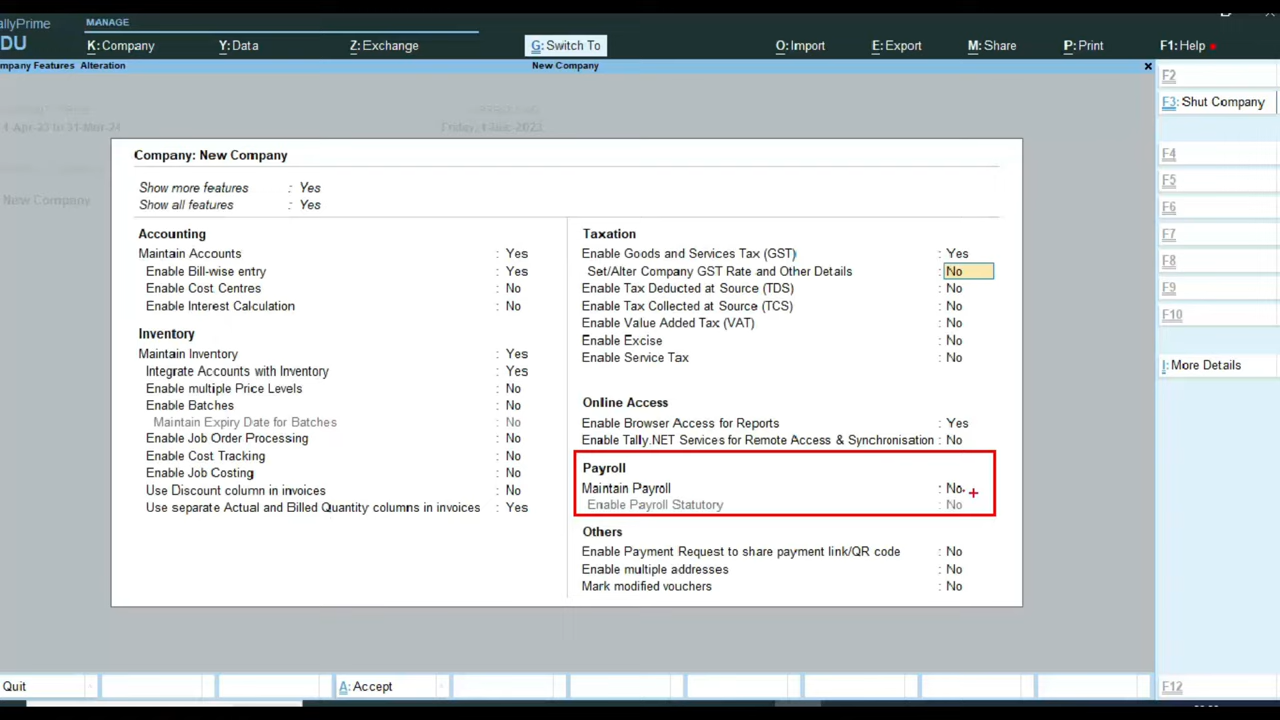 allyPrime
MANAGE
DU
K: Company
Y: Data
Z: Exchange
G: Switch To
O: Import
E: Export
M: Share
P: Print
F1: Help
mpany Features Alteration
New Company
F2
F3: Shut Company
F4
F5
F6
F7
F8
F9
F10
I: More Details
F12
1-Apr-23 to 31-Mar-24
New Company
Company: New Company
Show more features : Yes
Show all features : Yes
Accounting
Maintain Accounts : Yes
Enable Bill-wise entry : Yes
Enable Cost Centres : No
Enable Interest Calculation : No
Inventory
Maintain Inventory : Yes
Integrate Accounts with Inventory : Yes
Enable multiple Price Levels : No
Enable Batches : No
Maintain Expiry Date for Batches : No
Enable Job Order Processing : No
Enable Cost Tracking : No
Enable Job Costing : No
Use Discount column in invoices : No
Use separate Actual and Billed Quantity columns in invoices : Yes
Taxation
Enable Goods and Services Tax (GST) : Yes
Set/Alter Company GST Rate and Other Details : No
Enable Tax Deducted at Source (TDS) : No
Enable Tax Collected at Source (TCS) : No
Enable Value Added Tax (VAT) : No
Enable Excise : No
Enable Service Tax : No
Online Access
Enable Browser Access for Reports : Yes
Enable Tally.NET Services for Remote Access & Synchronisation : No
Payroll
Maintain Payroll : No
Enable Payroll Statutory : No
Others
Enable Payment Request to share payment link/QR code : No
Enable multiple addresses : No
Mark modified vouchers : No
Quit
A: Accept